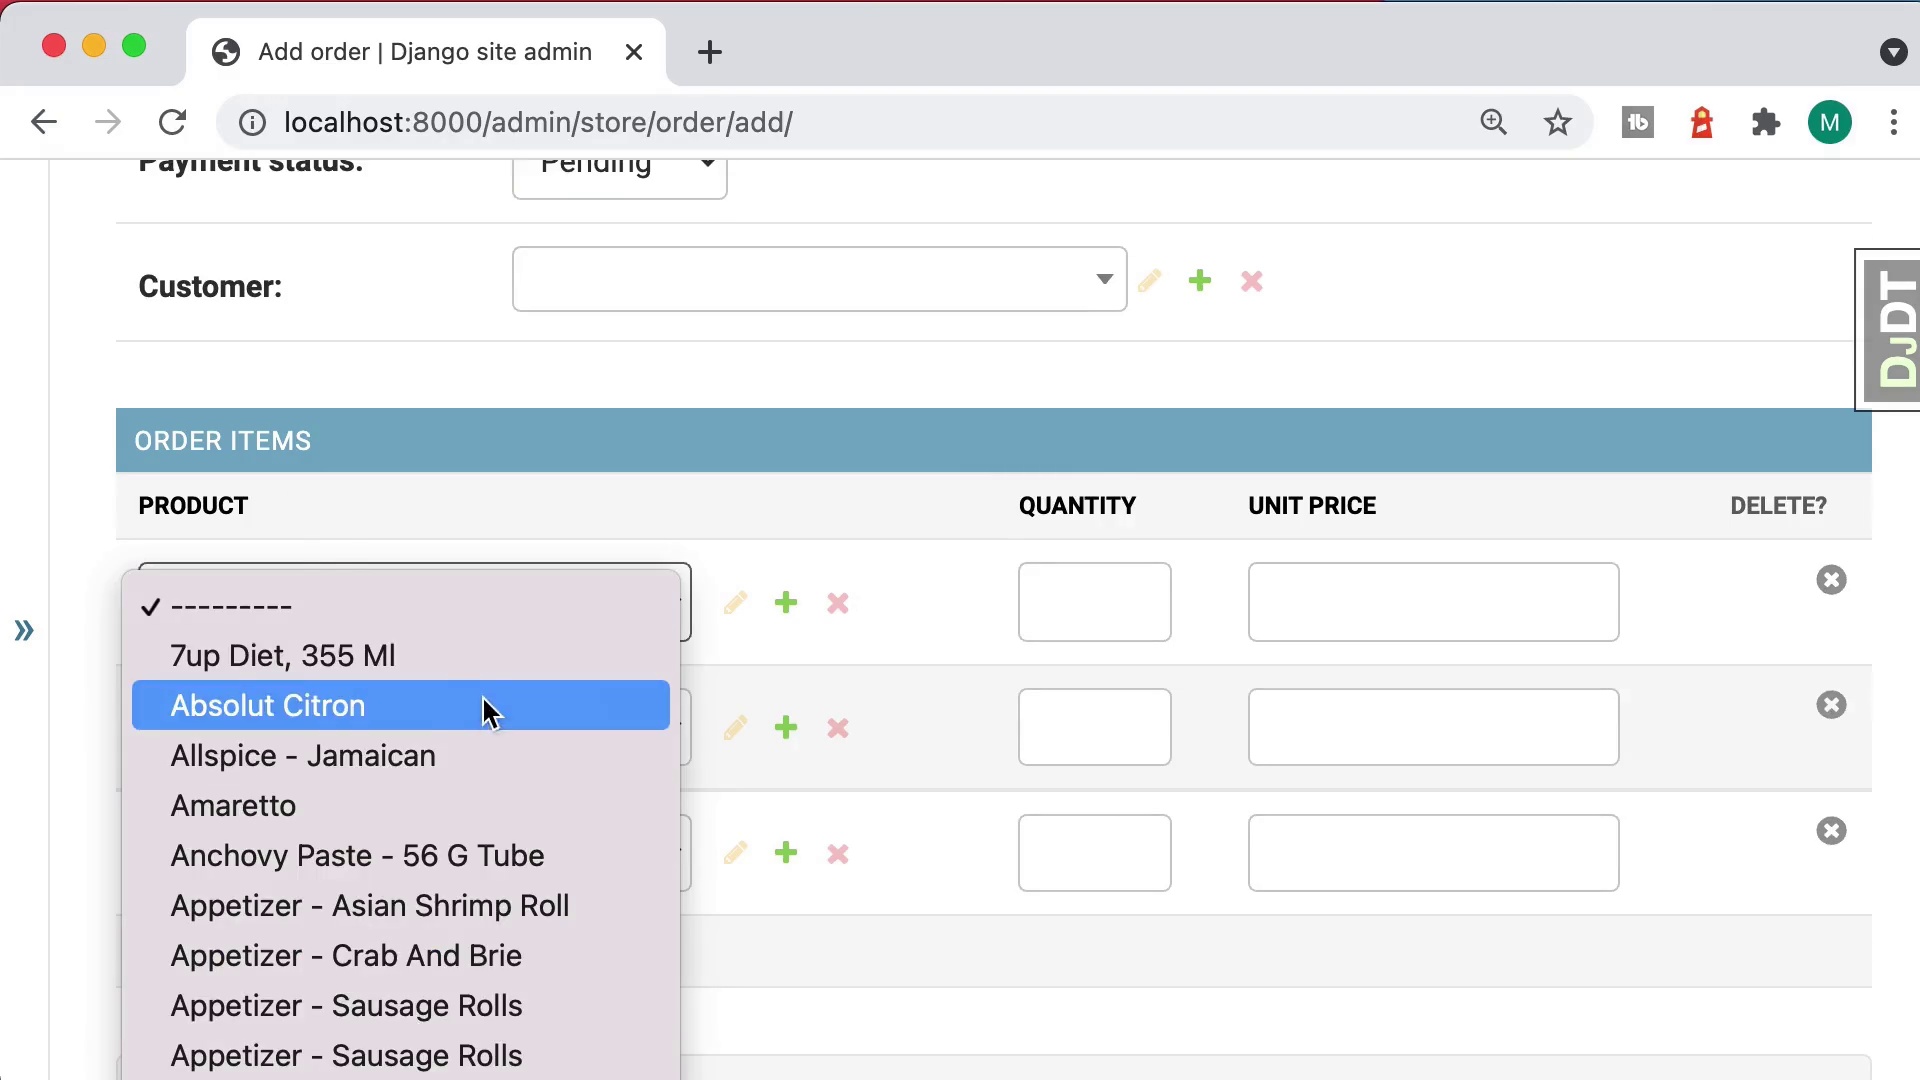 Add order | Django site admin
localhost:8000/admin/store/order/add/
M
Payment status:
Pending
Customer:
DJDT
ORDER ITEMS
PRODUCT QUANTITY UNIT PRICE DELETE?
---------
7up Diet, 355 Ml
Absolut Citron
Allspice - Jamaican
Amaretto
Anchovy Paste - 56 G Tube
Appetizer - Asian Shrimp Roll
Appetizer - Crab And Brie
Appetizer - Sausage Rolls
Appetizer - Sausage Rolls